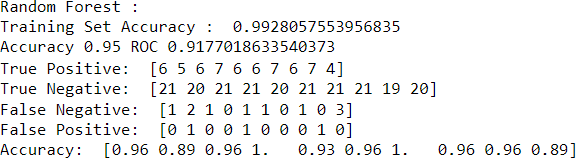 Random Forest :
Training Set Accuracy :  0.9928057553956835
Accuracy 0.95 ROC 0.9177018633540373
True Positive:  [6 5 6 7 6 6 7 6 7 4]
True Negative:  [21 20 21 21 20 21 21 21 19 20]
False Negative:  [1 2 1 0 1 1 0 1 0 3]
False Positive:  [0 1 0 0 1 0 0 0 1 0]
Accuracy:  [0.96 0.89 0.96 1.   0.93 0.96 1.   0.96 0.96 0.89]